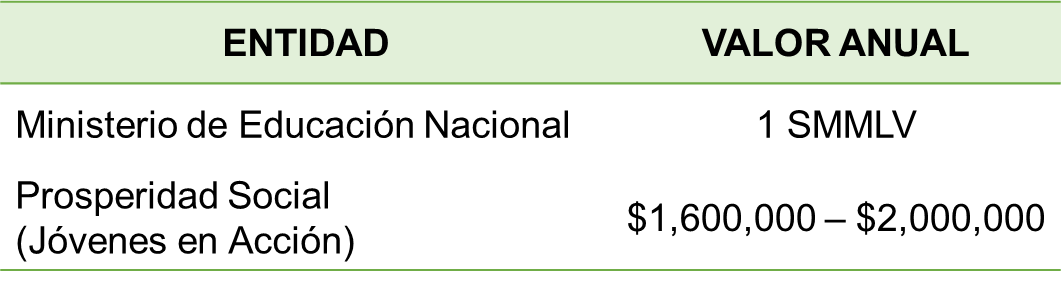 ENTIDAD VALOR ANUAL
Ministerio de Educación Nacional 1 SMMLV
Prosperidad Social
(Jóvenes en Acción) $1,600,000 – $2,000,000